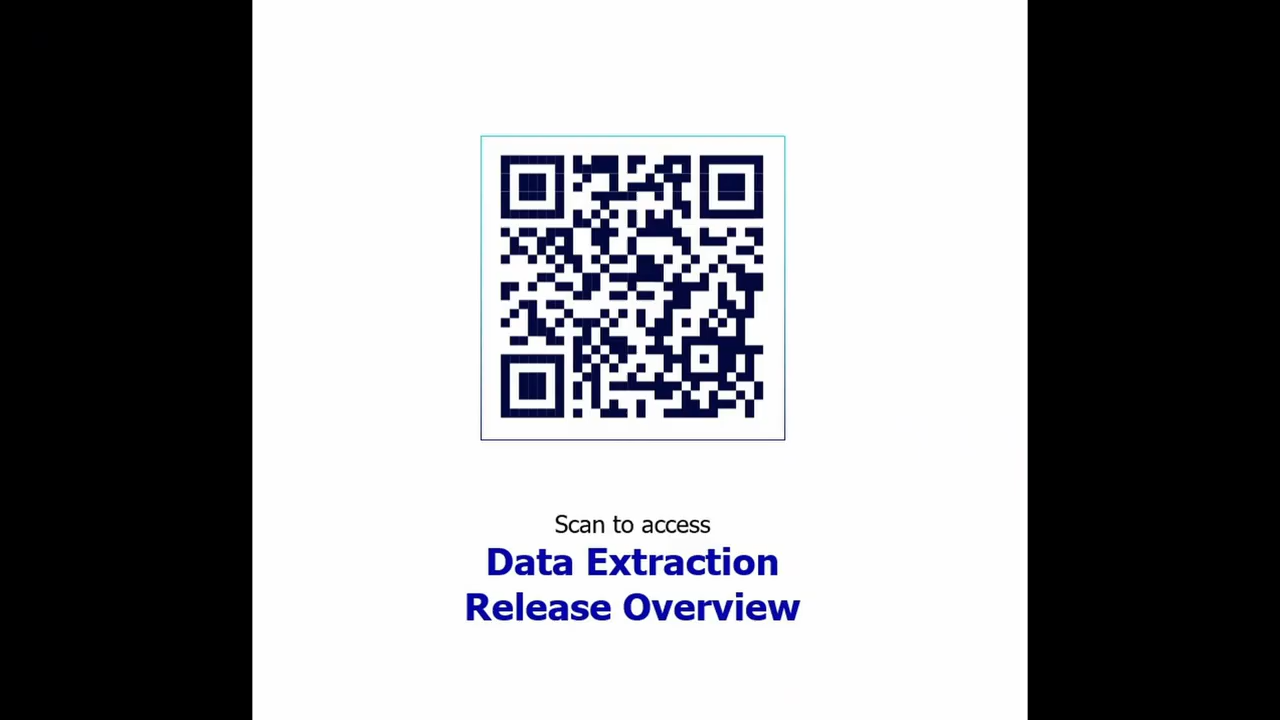 Scan to access
Data Extraction
Release Overview